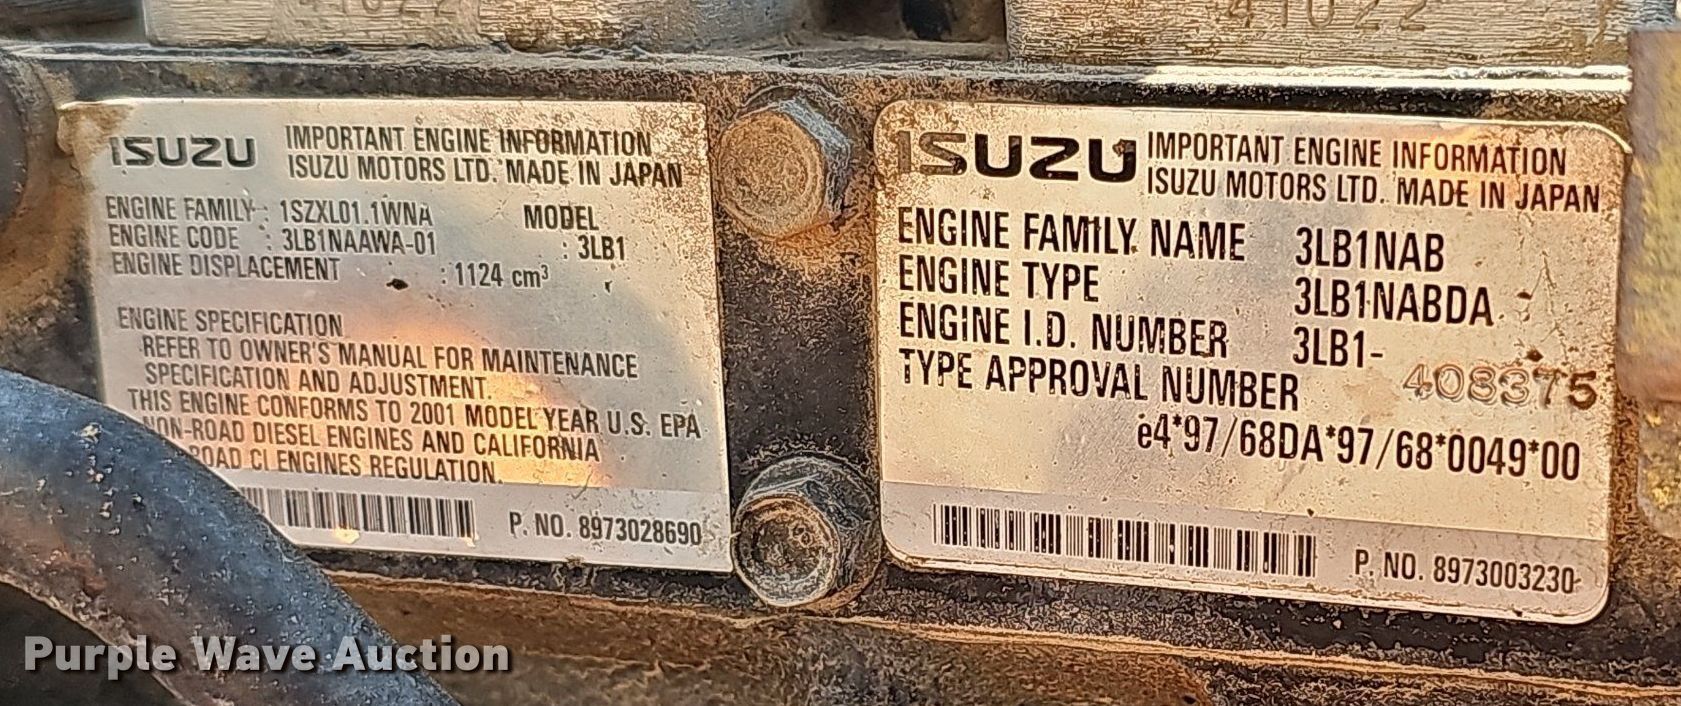 41022
41022
ISUZU
IMPORTANT ENGINE INFORMATION
ISUZU MOTORS LTD. MADE IN JAPAN
ENGINE FAMILY : 1SZXL01.1WNA MODEL
ENGINE CODE : 3LB1NAAWA-01 : 3LB1
ENGINE DISPLACEMENT : 1124 cm³
ENGINE SPECIFICATION
REFER TO OWNER'S MANUAL FOR MAINTENANCE
SPECIFICATION AND ADJUSTMENT.
THIS ENGINE CONFORMS TO 2001 MODEL YEAR U.S. EPA
NON-ROAD DIESEL ENGINES AND CALIFORNIA
ROAD CI ENGINES REGULATION.
P. NO. 8973028690
ISUZU
IMPORTANT ENGINE INFORMATION
ISUZU MOTORS LTD. MADE IN JAPAN
ENGINE FAMILY NAME 3LB1NAB
ENGINE TYPE 3LB1NABDA
ENGINE I.D. NUMBER 3LB1-
408375
TYPE APPROVAL NUMBER
e4*97/68DA*97/68*0049*00
P. NO. 8973003230
Purple Wave Auction